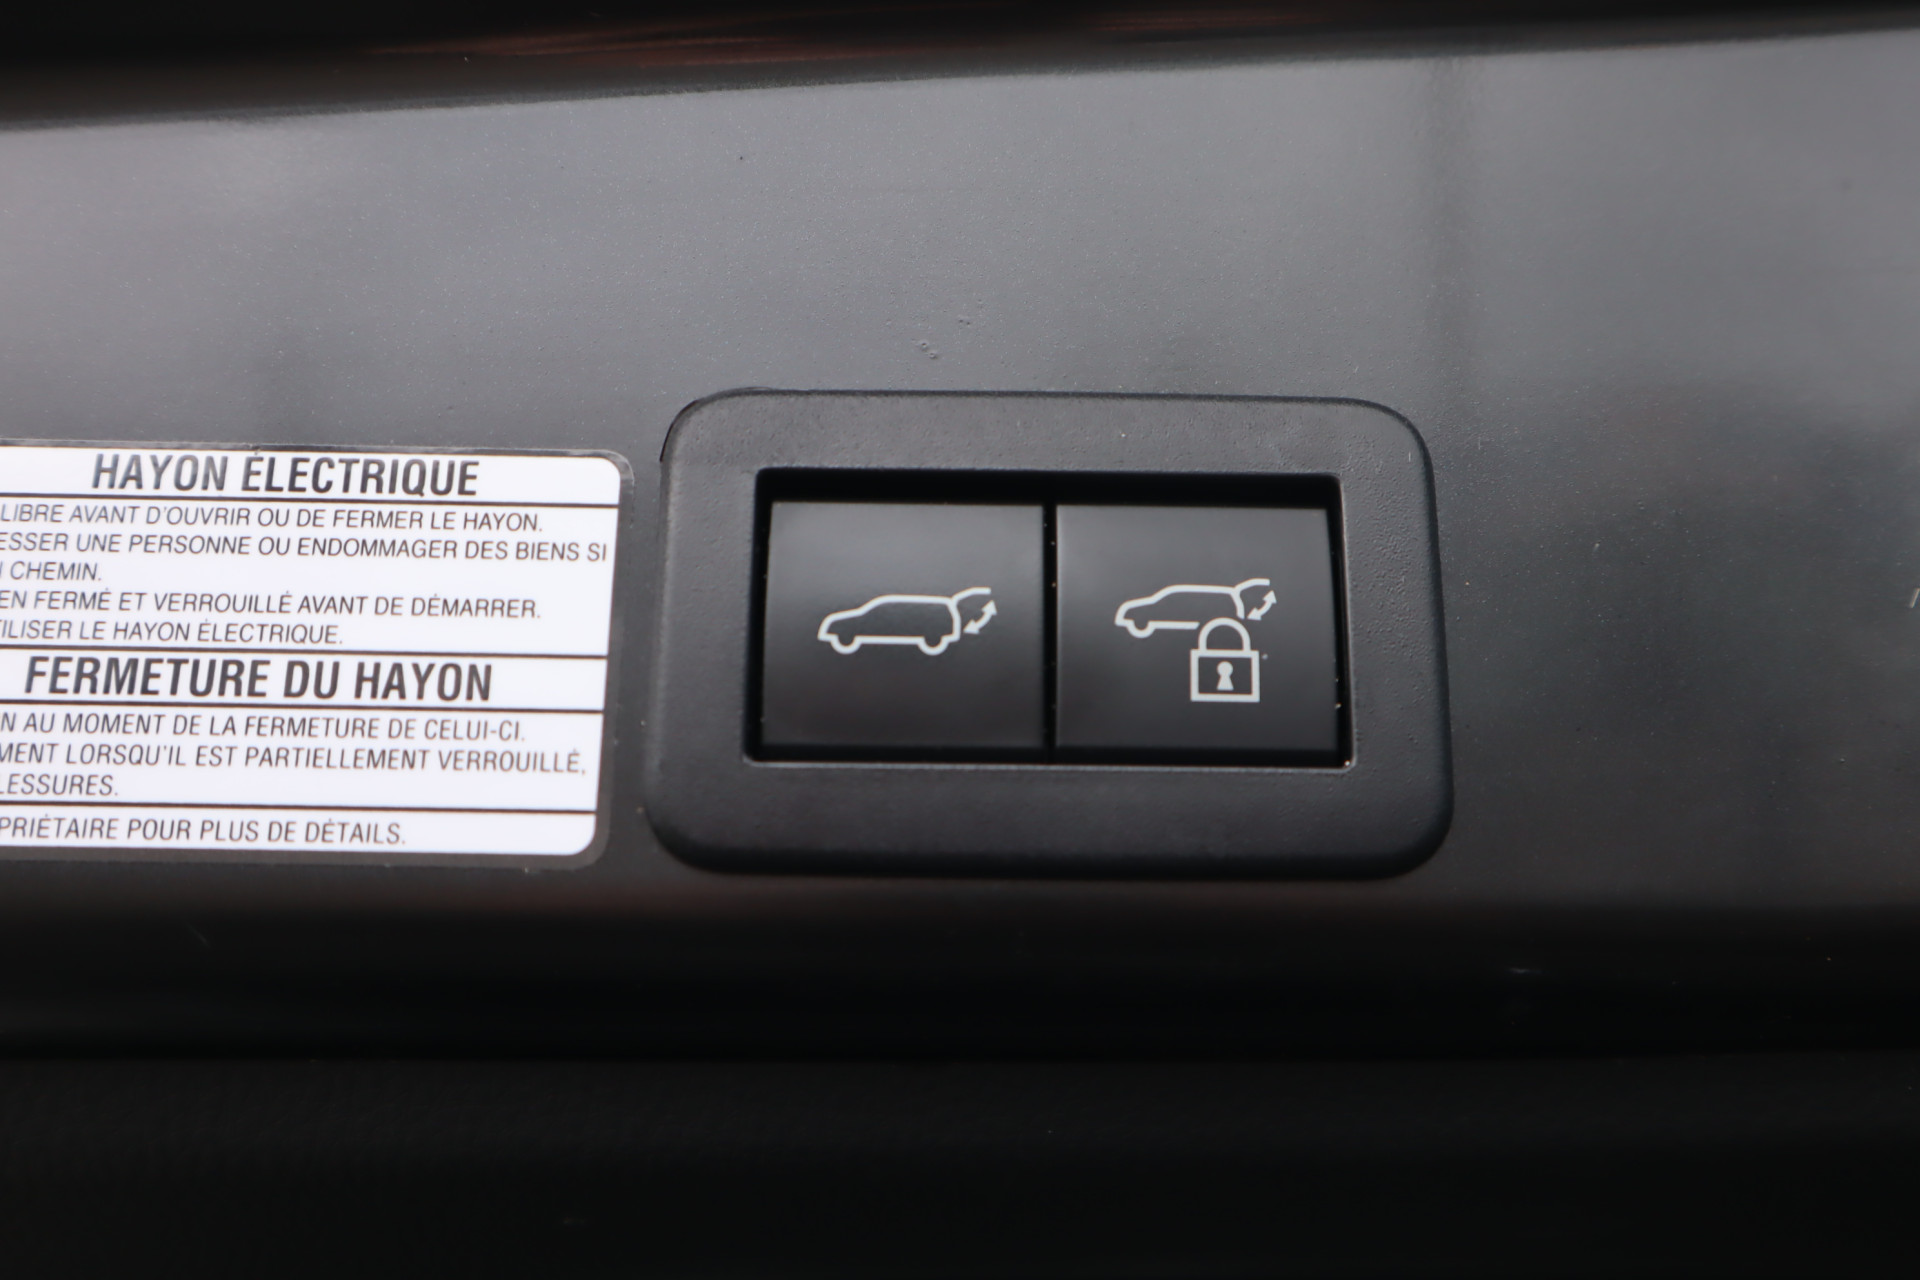 HAYON ÉLECTRIQUE
LIBRE AVANT D'OUVRIR OU DE FERMER LE HAYON.
ESSER UNE PERSONNE OU ENDOMMAGER DES BIENS SI
CHEMIN.
EN FERMÉ ET VERROUILLÉ AVANT DE DÉMARRER.
TILISER LE HAYON ÉLECTRIQUE.
FERMETURE DU HAYON
N AU MOMENT DE LA FERMETURE DE CELUI-CI.
MENT LORSQU'IL EST PARTIELLEMENT VERROUILLÉ,
LESSURES.
PRIÉTAIRE POUR PLUS DE DÉTAILS.